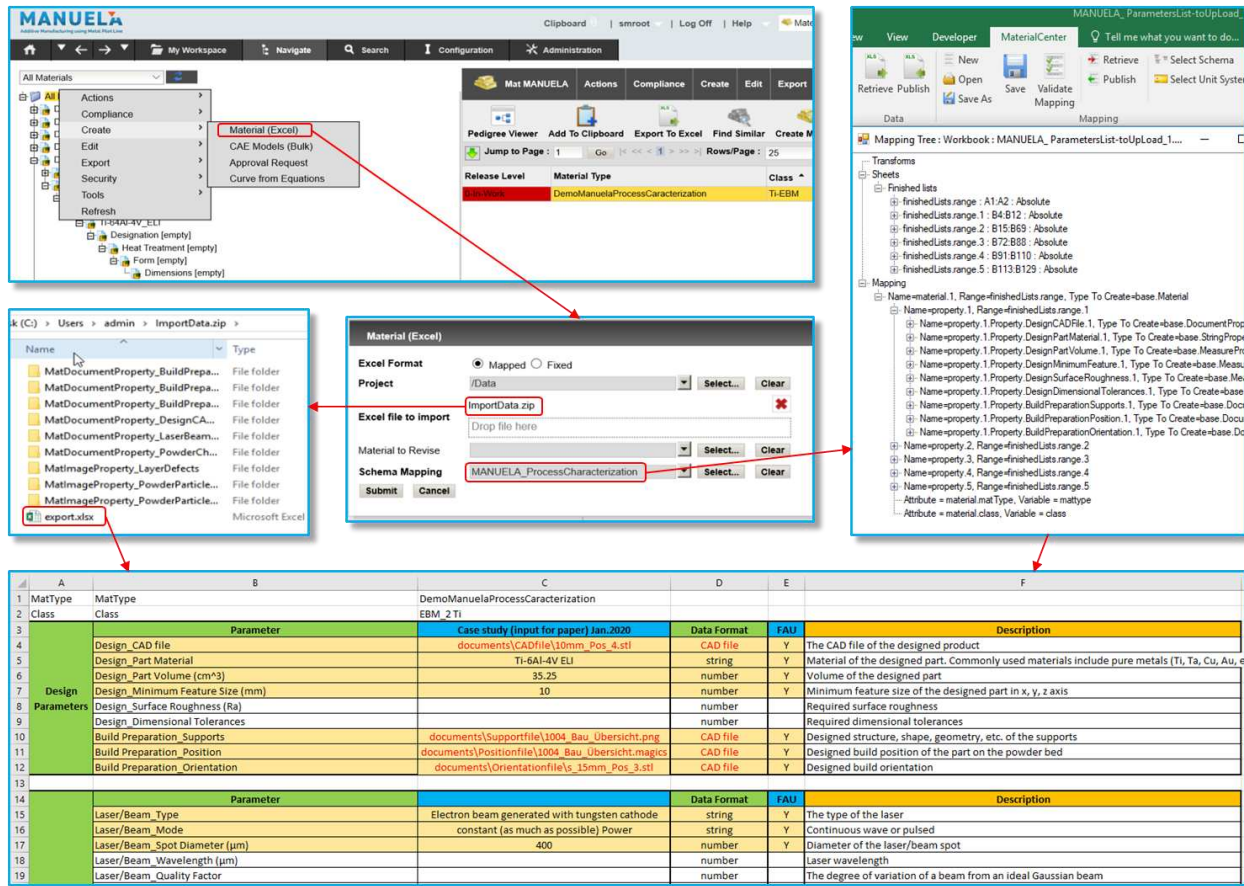 MANUELA
Additive Manufacturing using Metal Pilot Line
Clipboard | smroot | Log Off | Help
My Workspace Navigate Search Configuration Administration
All Materials
Actions
Compliance
Create
Edit
Export
Security
Tools
Refresh
Material (Excel)
CAE Models (Bulk)
Approval Request
Curve from Equations
Ti-64Al-4V_ELI
Designation [empty]
Heat Treatment [empty]
Form [empty]
Dimensions [empty]
Mat MANUELA Actions Compliance Create Edit Export
Pedigree Viewer Add To Clipboard Export To Excel Find Similar Create M
Jump to Page : 1 Go |< << < 1 > >> >| Rows/Page : 25
Release Level Material Type Class
0-In-Work DemoManuelaProcessCaracterization Ti-EBM
MANUELA_ ParametersList-toUpLoad_
ew View Developer MaterialCenter Tell me what you want to do...
Retrieve Publish
New
Open
Save As
Save Validate Mapping
Retrieve Select Schema
Publish Select Unit Syster
Data Mapping
Mapping Tree : Workbook : MANUELA_ ParametersList-toUpLoad_1....
Transforms
Sheets
Finished lists
finishedLists.range : A1:A2 : Absolute
finishedLists.range.1 : B4:B12 : Absolute
finishedLists.range.2 : B15:B69 : Absolute
finishedLists.range.3 : B72:B88 : Absolute
finishedLists.range.4 : B91:B110 : Absolute
finishedLists.range.5 : B113:B129 : Absolute
Mapping
Name=material.1, Range=finishedLists.range, Type To Create=base.Material
Name=property.1, Range=finishedLists.range.1
Name=property.1.Property.DesignCADFile.1, Type To Create=base.DocumentProp
Name=property.1.Property.DesignPartMaterial.1, Type To Create=base.StringPrope
Name=property.1.Property.DesignPartVolume.1, Type To Create=base.MeasurePro
Name=property.1.Property.DesignMinimumFeature.1, Type To Create=base.Measu
Name=property.1.Property.DesignSurfaceRoughness.1, Type To Create=base.Mea
Name=property.1.Property.DesignDimensionalTolerances.1, Type To Create=base
Name=property.1.Property.BuildPreparationSupports.1, Type To Create=base.Docu
Name=property.1.Property.BuildPreparationPosition.1, Type To Create=base.Docum
Name=property.1.Property.BuildPreparationOrientation.1, Type To Create=base.Do
Name=property.2, Range=finishedLists.range.2
Name=property.3, Range=finishedLists.range.3
Name=property.4, Range=finishedLists.range.4
Name=property.5, Range=finishedLists.range.5
Attribute = material.matType, Variable = mattype
Attribute = material.class, Variable = class
sk (C:) > Users > admin > ImportData.zip >
Name Type
MatDocumentProperty_BuildPrepa... File folder
MatDocumentProperty_BuildPrepa... File folder
MatDocumentProperty_BuildPrepa... File folder
MatDocumentProperty_DesignCA... File folder
MatDocumentProperty_LaserBeam... File folder
MatDocumentProperty_PowderCh... File folder
MatImageProperty_LayerDefects File folder
MatImageProperty_PowderParticle... File folder
MatImageProperty_PowderParticle... File folder
export.xlsx Microsoft Excel
Material (Excel)
Excel Format Mapped Fixed
Project /Data Select... Clear
Excel file to import ImportData.zip
Drop file here
Material to Revise Select... Clear
Schema Mapping MANUELA_ProcessCharacterization Select... Clear
Submit Cancel
A B C D E F
1 MatType MatType DemoManuelaProcessCaracterization
2 Class Class EBM_2 Ti
3 Parameter Case study (input for paper) Jan.2020 Data Format FAU Description
Design Parameters
4 Design_CAD file documents\CADfile\10mm_Pos_4.stl CAD file Y The CAD file of the designed product
5 Design_Part Material Ti-6Al-4V ELI string Y Material of the designed part. Commonly used materials include pure metals (Ti, Ta, Cu, Au, e
6 Design_Part Volume (cm^3) 35.25 number Y Volume of the designed part
7 Design_Minimum Feature Size (mm) 10 number Y Minimum feature size of the designed part in x, y, z axis
8 Design_Surface Roughness (Ra) number Required surface roughness
9 Design_Dimensional Tolerances number Required dimensional tolerances
10 Build Preparation_Supports documents\Supportfile\1004_Bau_Übersicht.png CAD file Y Designed structure, shape, geometry, etc. of the supports
11 Build Preparation_Position documents\Positionfile\1004_Bau_Übersicht.magics CAD file Y Designed build position of the part on the powder bed
12 Build Preparation_Orientation documents\Orientationfile\s_15mm_Pos_3.stl CAD file Y Designed build orientation
13
14 Parameter Data Format FAU Description
15 Laser/Beam_Type Electron beam generated with tungsten cathode string Y The type of the laser
16 Laser/Beam_Mode constant (as much as possible) Power string Y Continuous wave or pulsed
17 Laser/Beam_Spot Diameter (μm) 400 number Y Diameter of the laser/beam spot
18 Laser/Beam_Wavelength (μm) number Laser wavelength
19 Laser/Beam_Quality Factor number The degree of variation of a beam from an ideal Gaussian beam